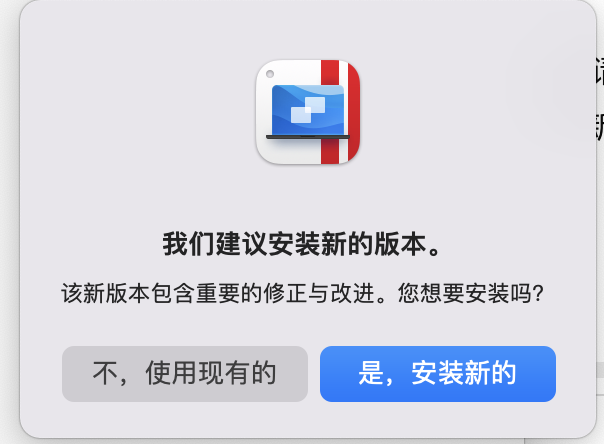 我们建议安装新的版本。
该新版本包含重要的修正与改进。您想要安装吗？
不，使用现有的
是，安装新的